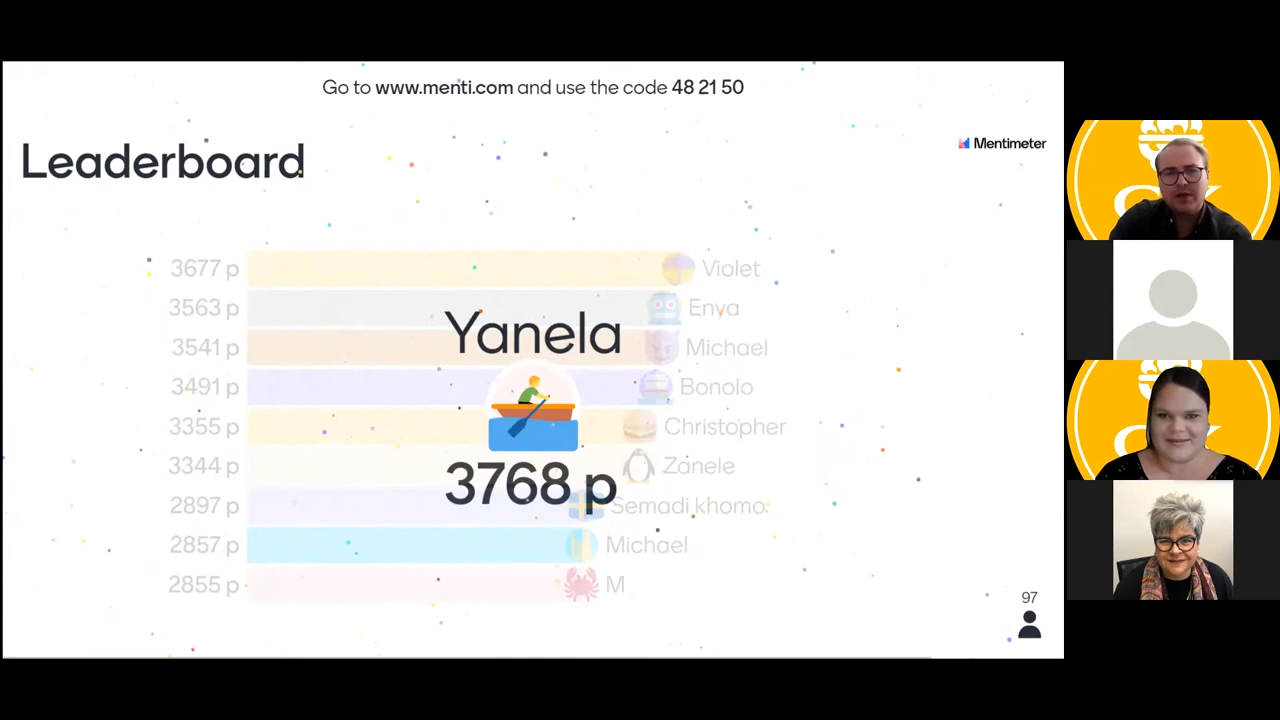 Go to www.menti.com and use the code 48 21 50
Leaderboard
Mentimeter
3677 p Violet
3563 p Enya
Yanela
3541 p Michael
3491 p Bonolo
3355 p Christopher
3344 p Zanele
3768 p
2897 p Semadi khomo
2857 p Michael
2855 p M
97